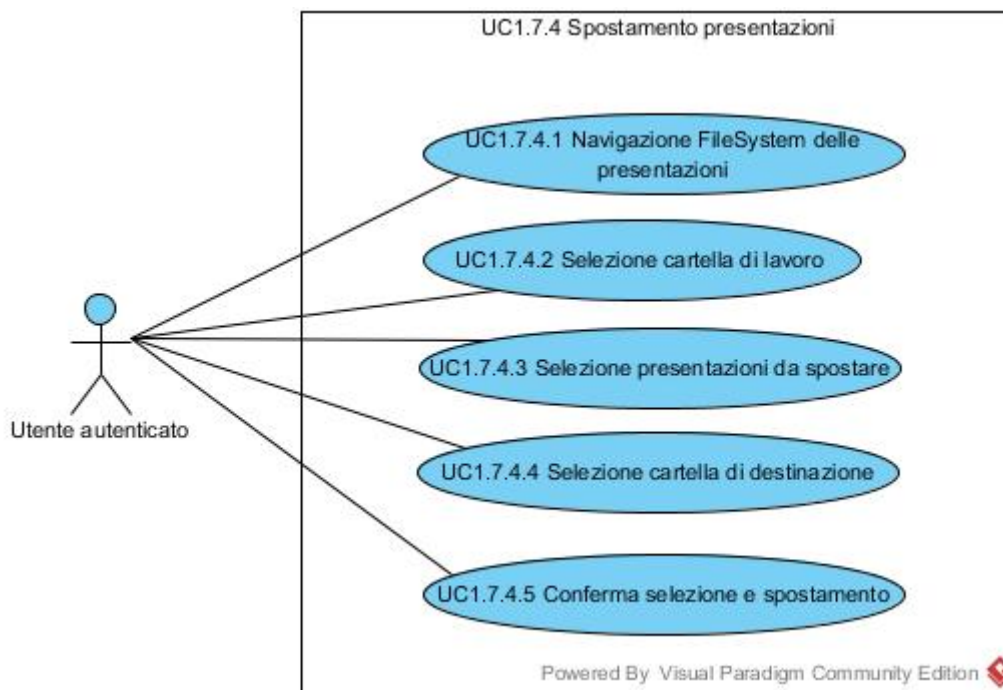 UC1.7.4 Spostamento presentazioni
UC1.7.4.1 Navigazione FileSystem delle
presentazioni
UC1.7.4.2 Selezione cartella di lavoro
UC1.7.4.3 Selezione presentazioni da spostare
Utente autenticato
UC1.7.4.4 Selezione cartella di destinazione
UC1.7.4.5 Conferma selezione e spostamento
Powered By Visual Paradigm Community Edition